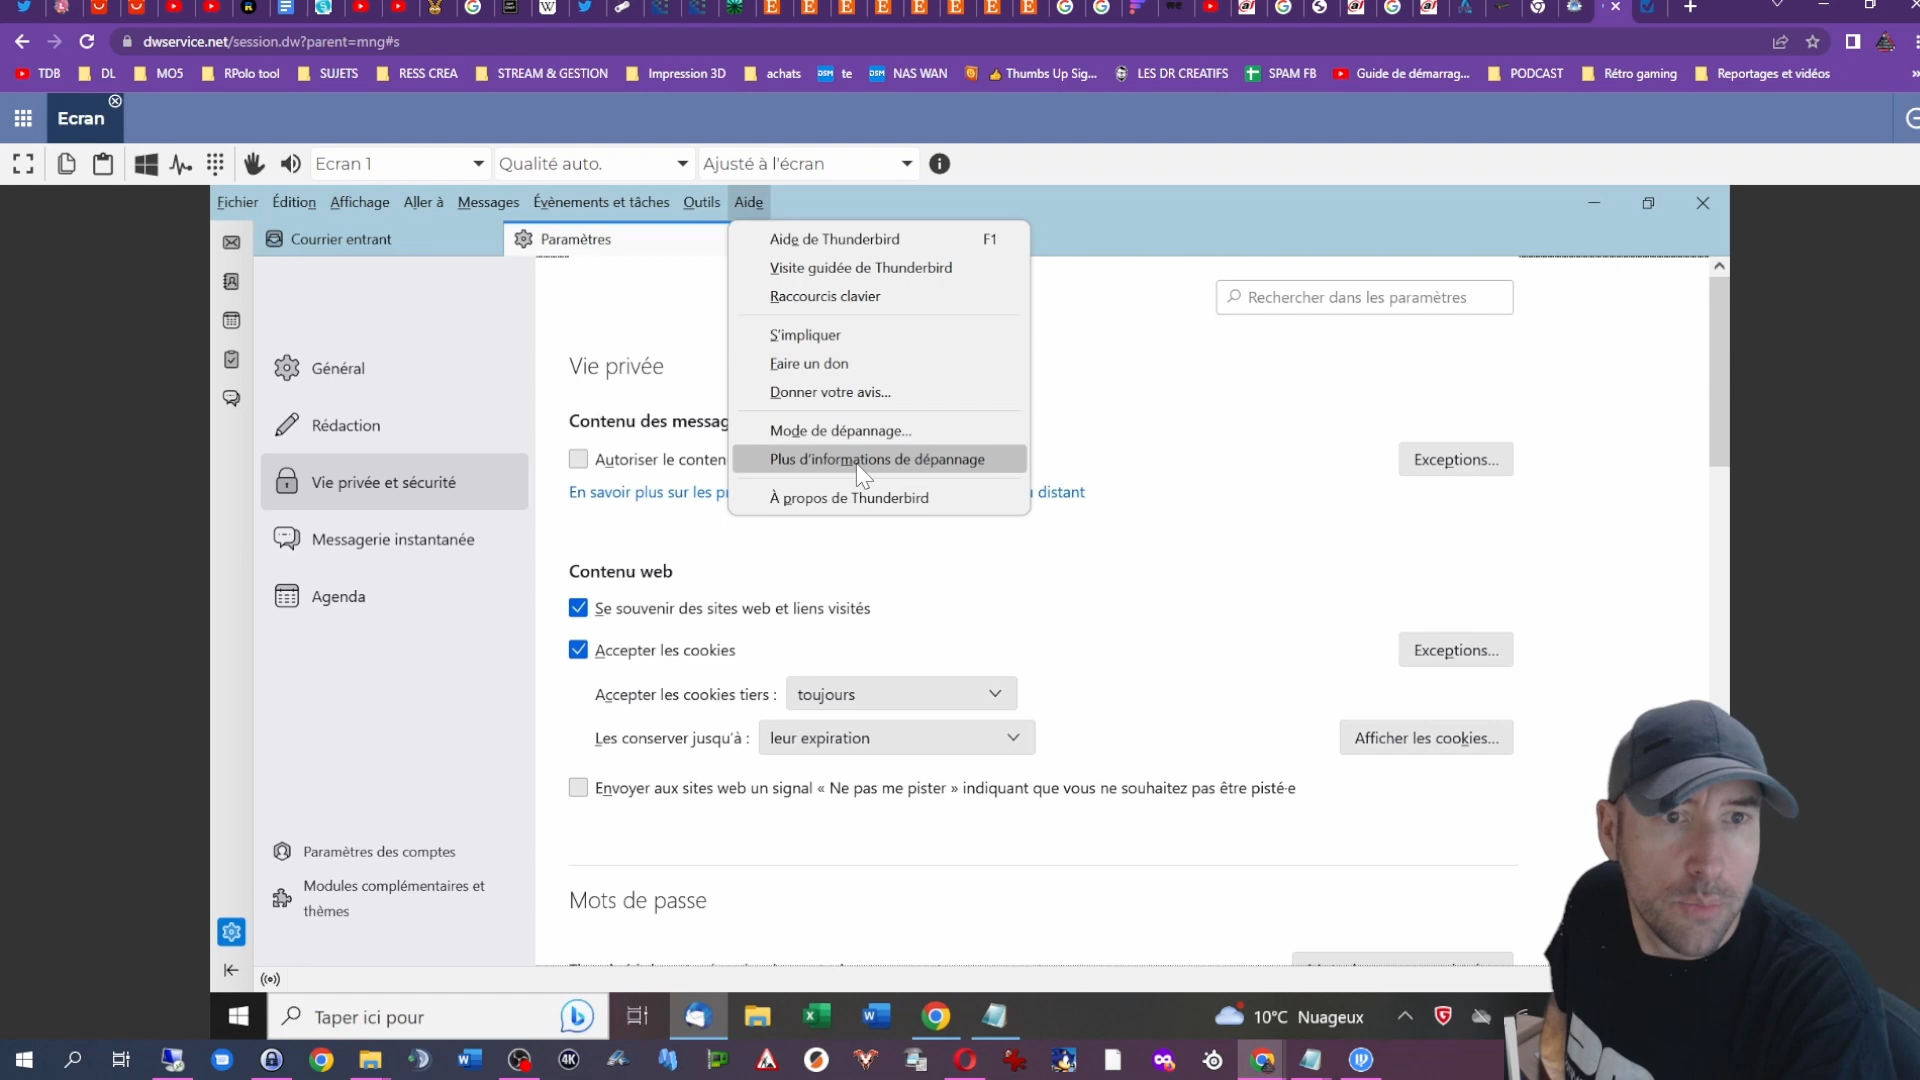 dwservice.net/session.dw?parent=mng#s
TDB DL MO5 RPolo tool SUJETS RESS CREA STREAM & GESTION Impression 3D achats DSM te DSM NAS WAN Thumbs Up Sig... LES DR CREATIFS SPAM FB Guide de démarrag... PODCAST Rétro gaming Reportages et vidéos »
Ecran
Ecran 1 Qualité auto. Ajusté à l'écran
Fichier Édition Affichage Aller à Messages Évènements et tâches Outils Aide
Courrier entrant Paramètres
Aide de Thunderbird F1
Visite guidée de Thunderbird
Raccourcis clavier
S'impliquer
Faire un don
Donner votre avis...
Mode de dépannage...
Plus d'informations de dépannage
À propos de Thunderbird
Rechercher dans les paramètres
Général
Rédaction
Vie privée et sécurité
Messagerie instantanée
Agenda
Paramètres des comptes
Modules complémentaires et
thèmes
Vie privée
Contenu des messag
Autoriser le conten
Exceptions...
En savoir plus sur les distant
Contenu web
Se souvenir des sites web et liens visités
Accepter les cookies
Exceptions...
Accepter les cookies tiers : toujours
Les conserver jusqu'à : leur expiration
Afficher les cookies...
Envoyer aux sites web un signal « Ne pas me pister » indiquant que vous ne souhaitez pas être pisté·e
Mots de passe
Taper ici pour
10°C Nuageux
4K